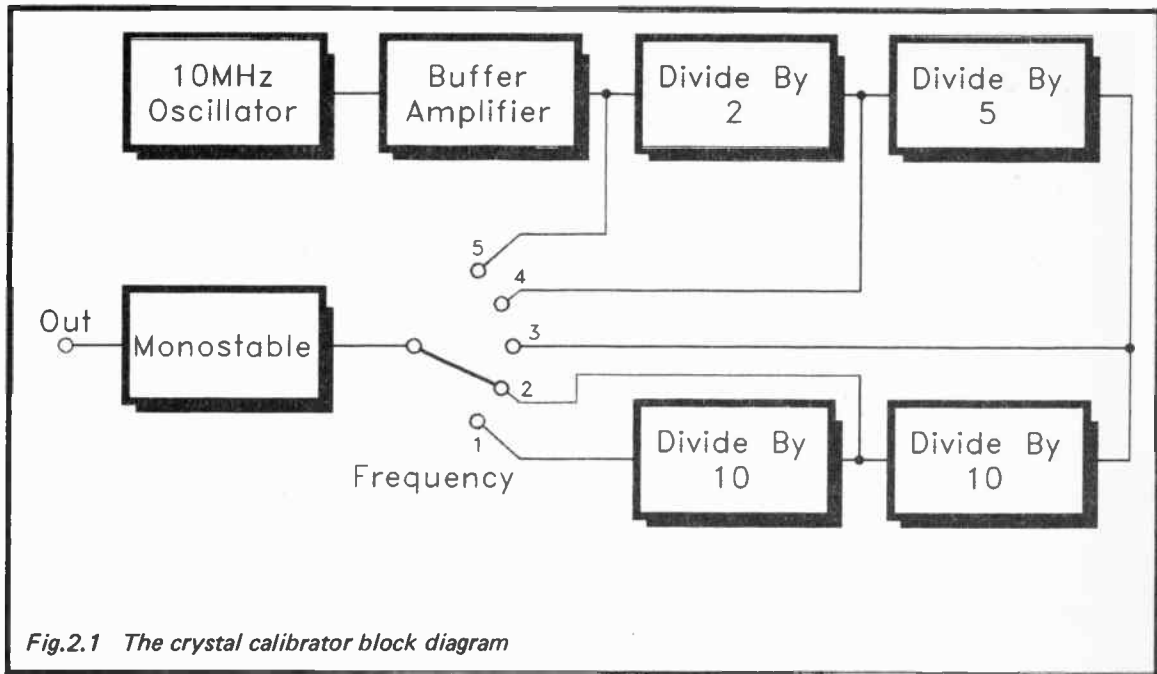 10MHz
Oscillator
Buffer
Amplifier
Divide By
2
Divide By
5
5
4
3
2
1
Out
Monostable
Frequency
Divide By
10
Divide By
10
Fig.2.1 The crystal calibrator block diagram